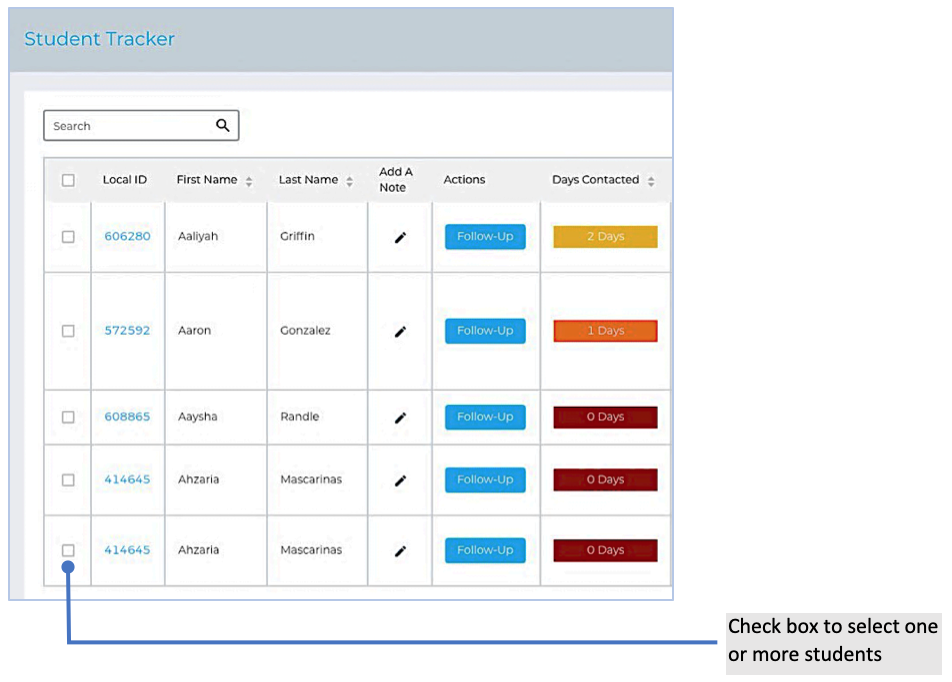 Student Tracker
Search
Local ID First Name Last Name Add A Note Actions Days Contacted
606280 Aaliyah Griffin Follow-Up 2 Days
572592 Aaron Gonzalez Follow-Up 1 Days
608865 Aaysha Randle Follow-Up 0 Days
414645 Ahzaria Mascarinas Follow-Up 0 Days
414645 Ahzaria Mascarinas Follow-Up 0 Days
Check box to select one
or more students